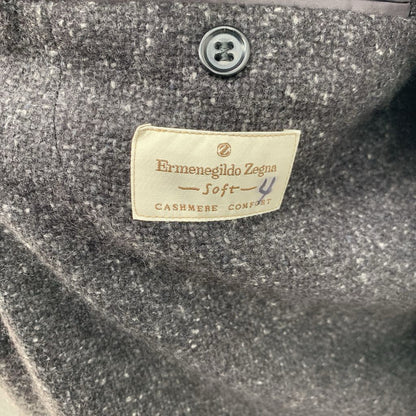 Z
Ermenegildo Zegna
Soft 4
CASHMERE COMFORT